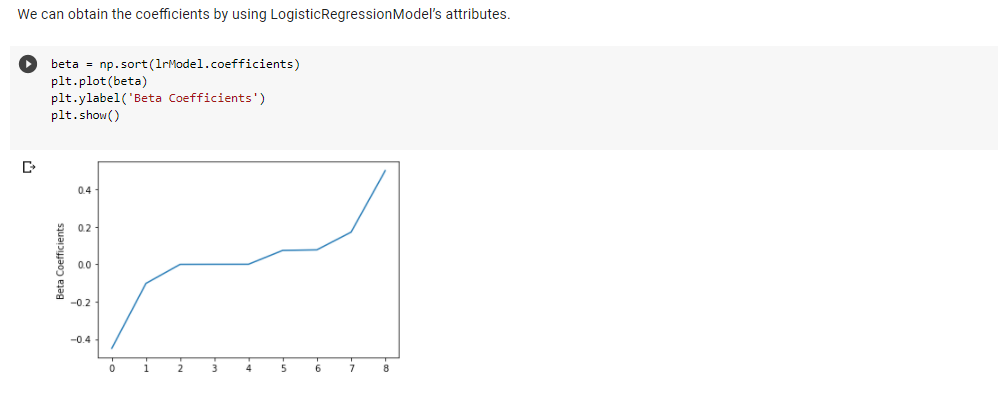 We can obtain the coefficients by using LogisticRegressionModel's attributes.
beta = np.sort(lrModel.coefficients)
plt.plot(beta)
plt.ylabel('Beta Coefficients')
plt.show()
Beta Coefficients
0.4
0.2
0.0
−0.2
−0.4
0 1 2 3 4 5 6 7 8